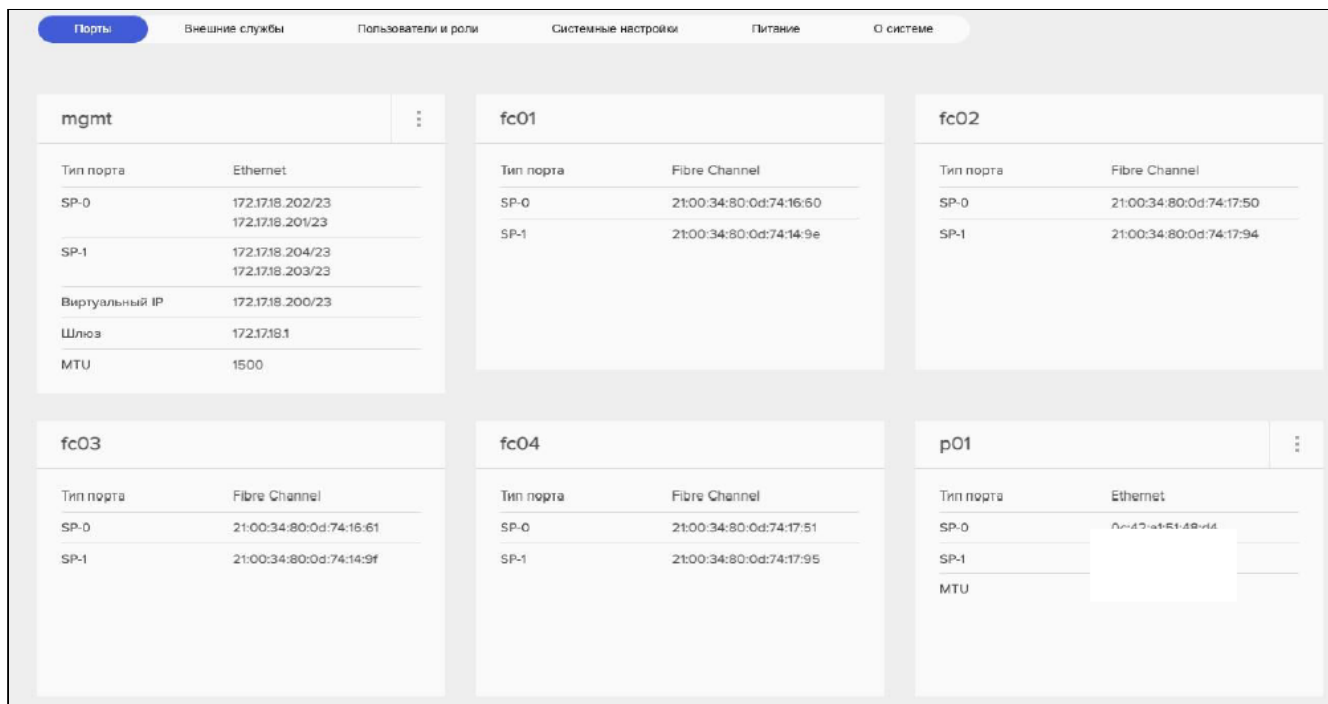 Порты Внешние службы Пользователи и роли Системные настройки Питание О системе
mgmt
Тип порта Ethernet
SP-0 172.17.18.202/23
172.17.18.201/23
SP-1 172.17.18.204/23
172.17.18.203/23
Виртуальный IP 172.17.18.200/23
Шлюз 172.17.18.1
MTU 1500
fc01
Тип порта Fibre Channel
SP-0 21:00:34:80:0d:74:16:60
SP-1 21:00:34:80:0d:74:14:9e
fc02
Тип порта Fibre Channel
SP-0 21:00:34:80:0d:74:17:50
SP-1 21:00:34:80:0d:74:17:94
fc03
Тип порта Fibre Channel
SP-0 21:00:34:80:0d:74:16:61
SP-1 21:00:34:80:0d:74:14:9f
fc04
Тип порта Fibre Channel
SP-0 21:00:34:80:0d:74:17:51
SP-1 21:00:34:80:0d:74:17:95
p01
Тип порта Ethernet
SP-0
SP-1
MTU